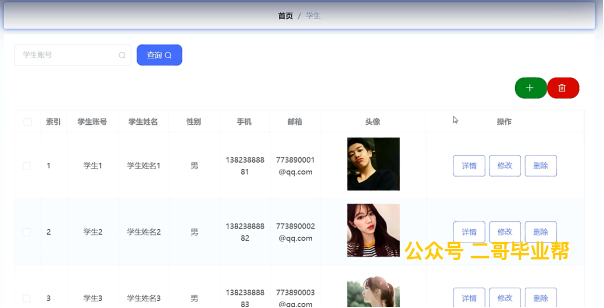 首页 / 学生
学生账号
查询
索引 学生账号 学生姓名 性别 手机 邮箱 头像 操作
1 学生1 学生姓名1 男 13823888881 773890001@qq.com 详情 修改 删除
2 学生2 学生姓名2 男 13823888882 773890002@qq.com 详情 修改 删除
公众号 二哥毕业帮
3 学生3 学生姓名3 男 13823888883 773890003@qq.com 详情 修改 删除